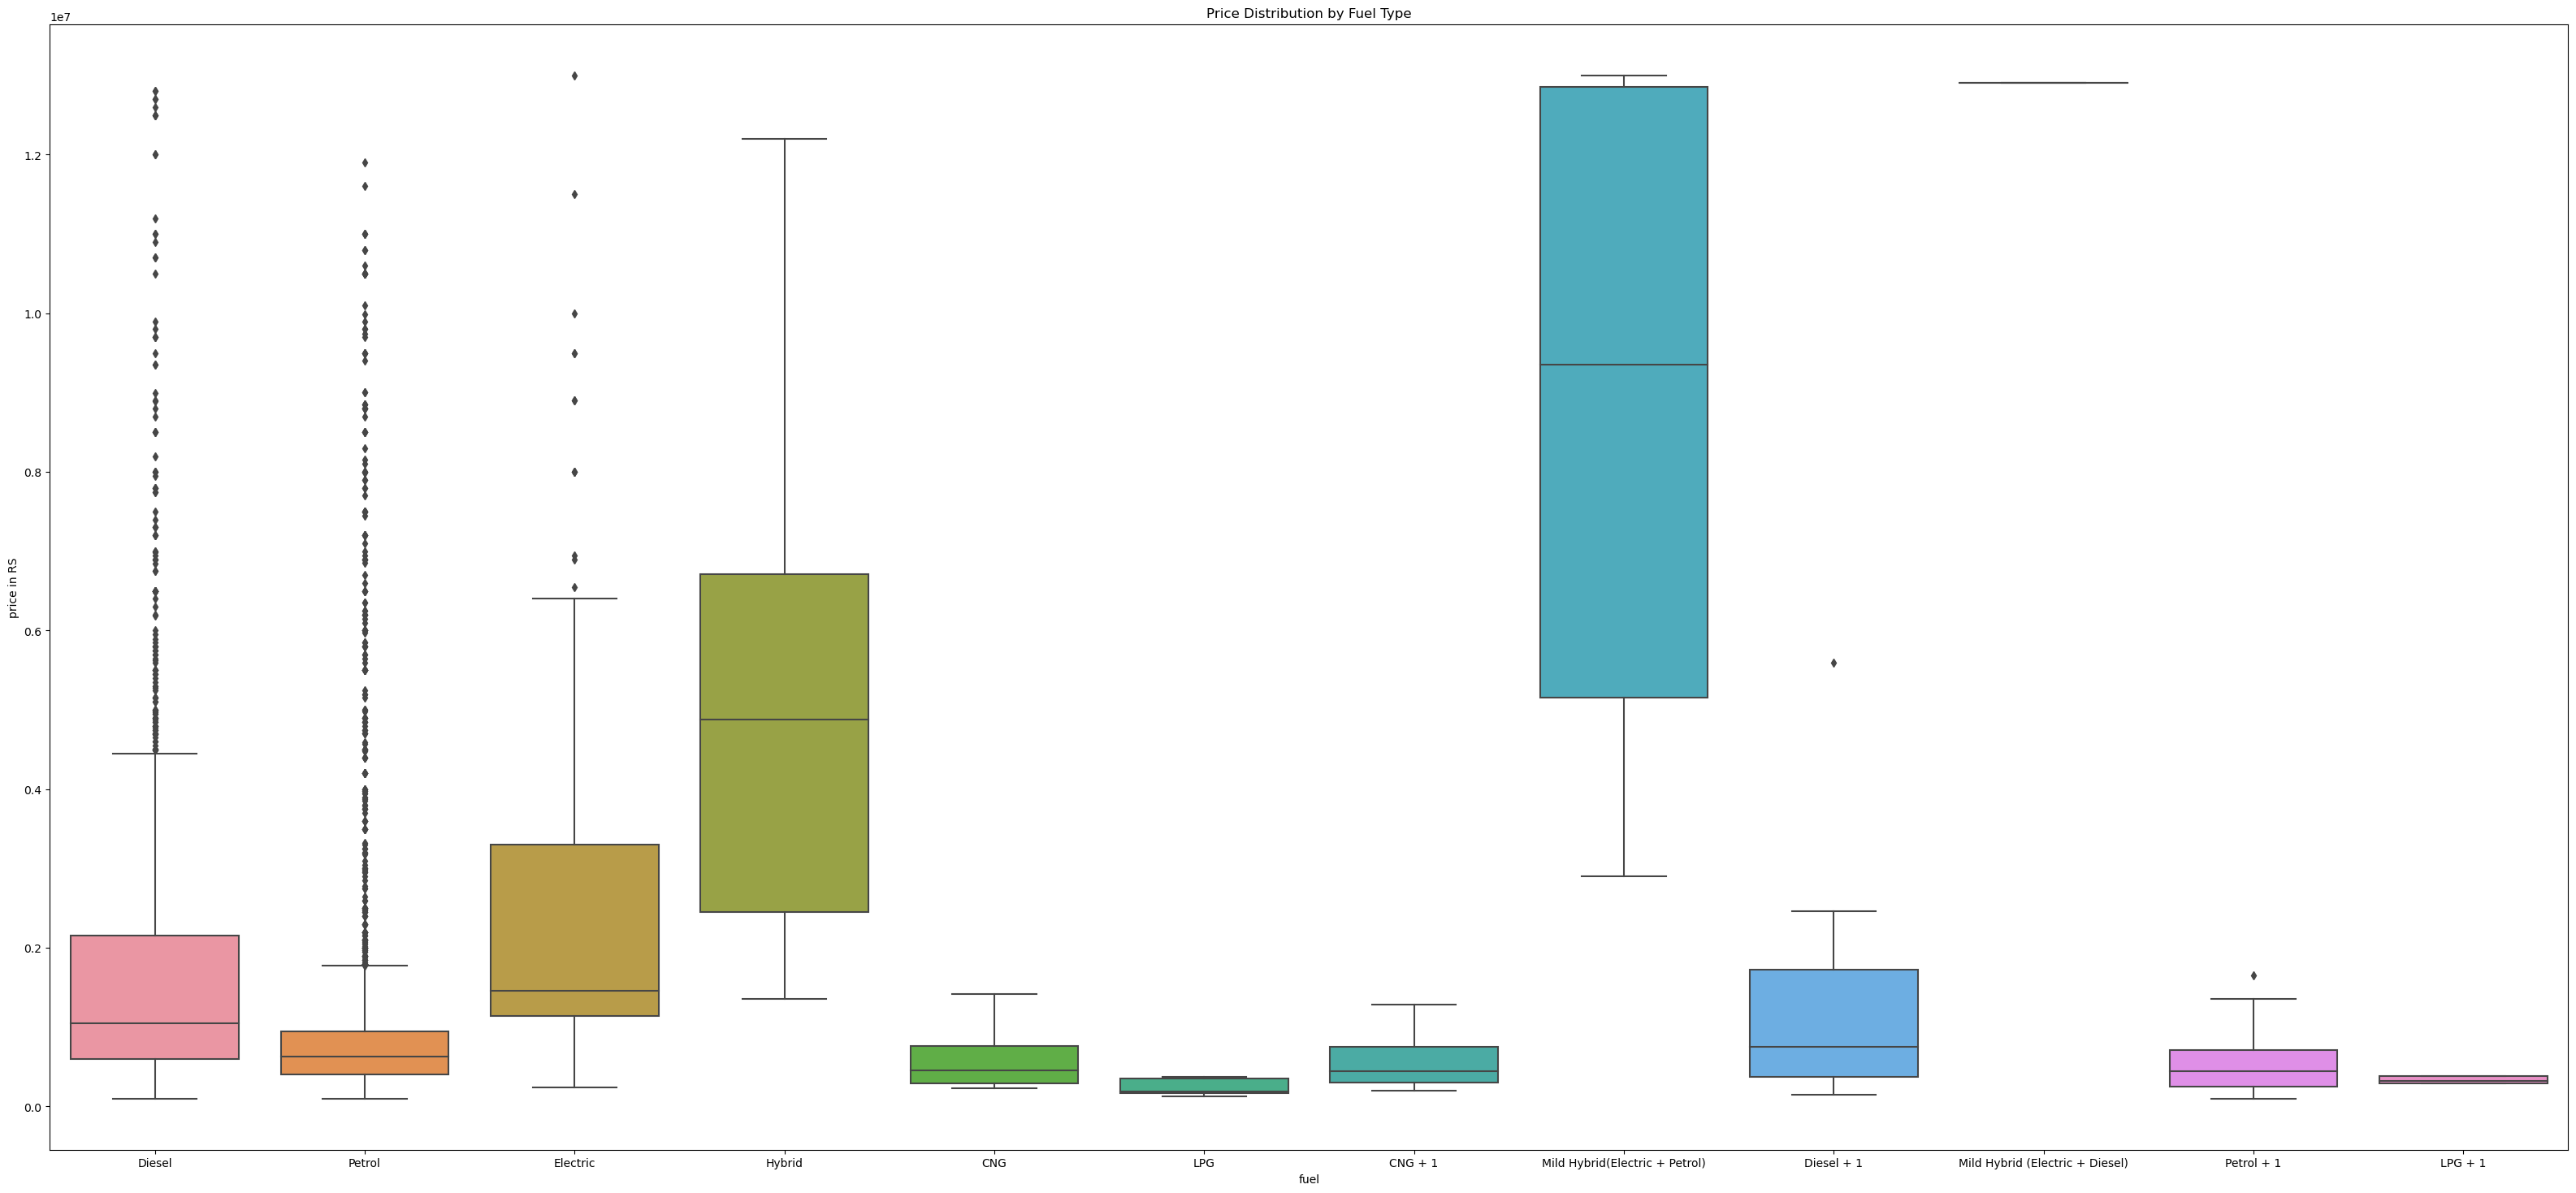 Price Distribution by Fuel Type
1e7
1.2
1.0
0.8
0.6
0.4
0.2
0.0
price in RS
Diesel
Petrol
Electric
Hybrid
CNG
LPG
CNG + 1
Mild Hybrid(Electric + Petrol)
Diesel + 1
Mild Hybrid (Electric + Diesel)
Petrol + 1
LPG + 1
fuel